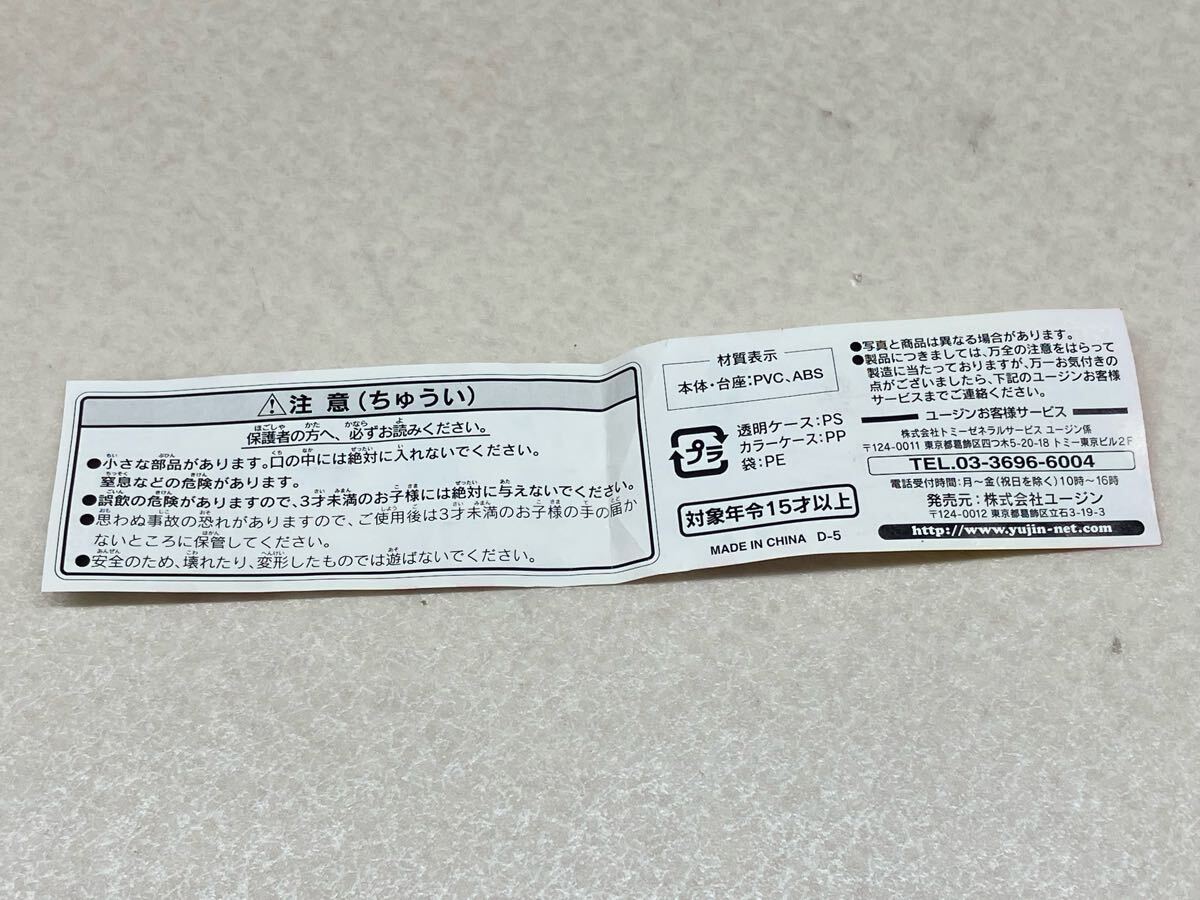 注意(ちゅうい)
保護者の方へ、必ずお読みください。
●小さな部品があります。口の中には絶対に入れないでください。
窒息などの危険があります。
●誤飲の危険がありますので、3才未満のお子様には絶対に与えないでください。
●思わぬ事故の恐れがありますので、ご使用後は3才未満のお子様の手の届か
ないところに保管してください。
●安全のため、壊れたり、変形したものでは遊ばないでください。
材質表示
本体・台座:PVC、ABS
プラ
透明ケース:PS
カラーケース:PP
袋:PE
対象年令15才以上
MADE IN CHINA D-5
●写真と商品は異なる場合があります。
●製品につきましては、万全の注意をはらって
製造に当たっておりますが、万一お気付きの
点がございましたら、下記のユージンお客様
サービスまでご連絡ください。
ユージンお客様サービス
株式会社トミーゼネラルサービス ユージン係
〒124-0011 東京都葛飾区四つ木5-20-18 トミー東京ビル2F
TEL.03-3696-6004
電話受付時間:月〜金(祝日を除く)10時〜16時
発売元:株式会社ユージン
〒124-0012 東京都葛飾区立石3-19-3
http://www.yujin-net.com